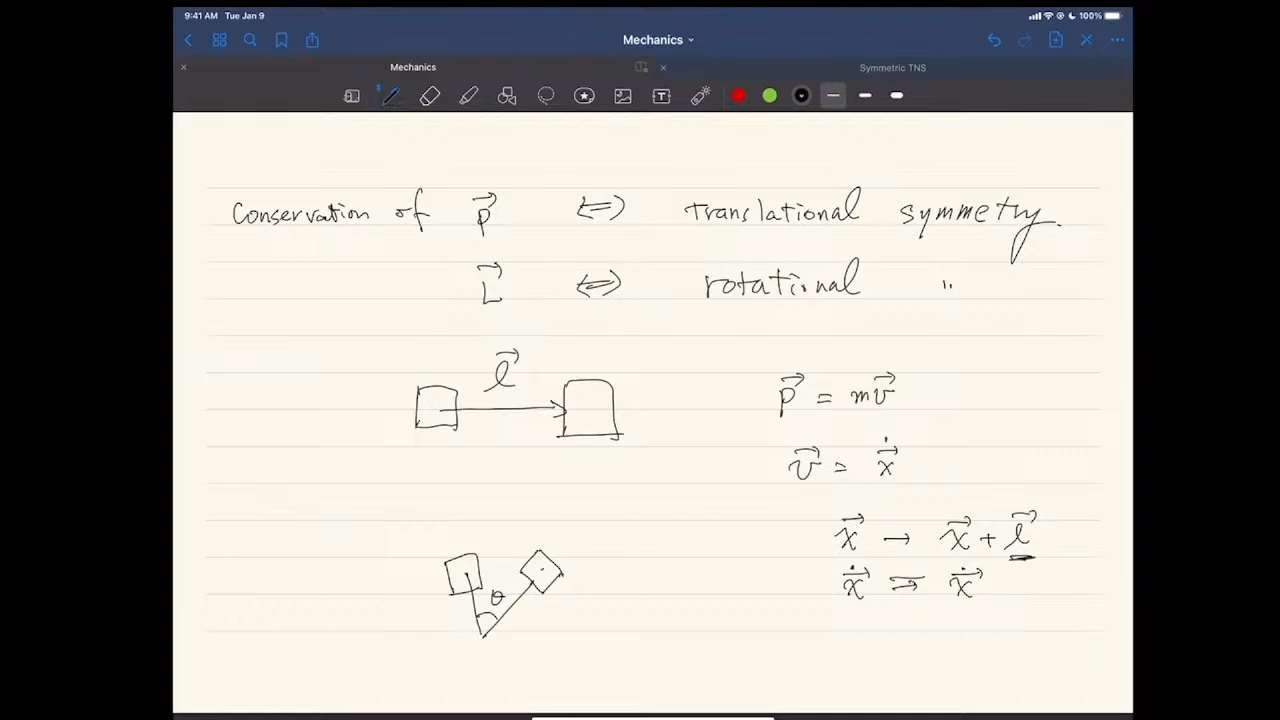 9:41 AM Tue Jan 9
100%
Mechanics
Mechanics
Symmetric TNS
Conservation of p⃗ ⇔ translational symmetry.
L⃗ ⇔ rotational "
l⃗
p⃗ = mv⃗
v⃗ = ẋ⃗
x⃗ → x⃗ + l⃗
ẋ⃗ ⇒ ẋ⃗
θ